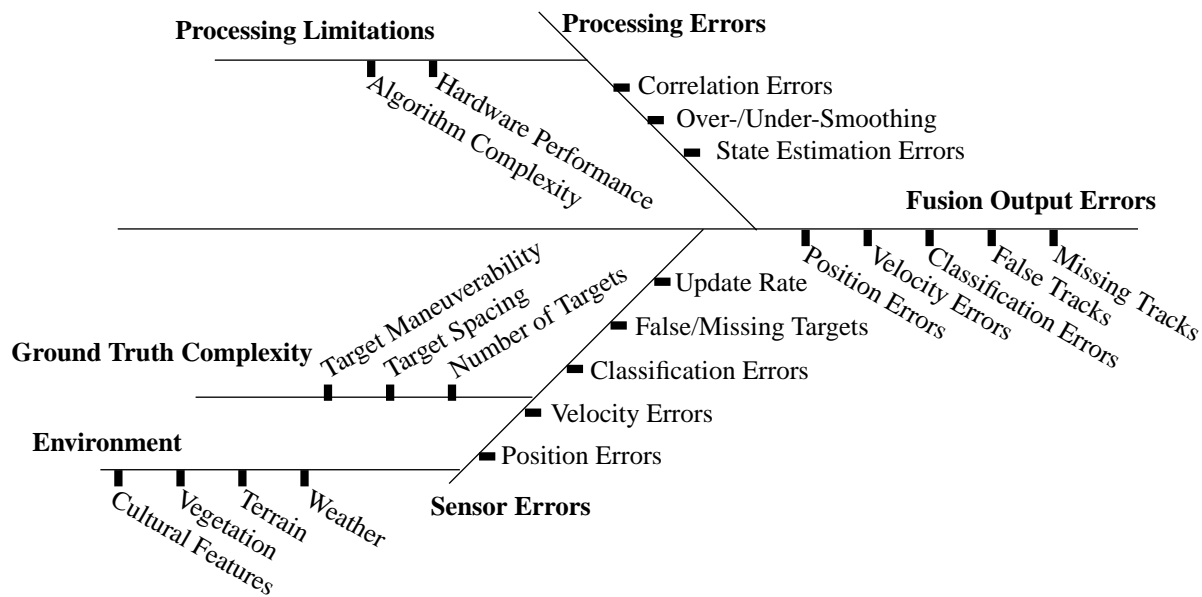 Processing Limitations
Processing Errors
Algorithm Complexity
Hardware Performance
Correlation Errors
Over-/Under-Smoothing
State Estimation Errors
Fusion Output Errors
Position Errors
Velocity Errors
Classification Errors
False Tracks
Missing Tracks
Ground Truth Complexity
Target Maneuverability
Target Spacing
Number of Targets
Update Rate
False/Missing Targets
Classification Errors
Velocity Errors
Position Errors
Environment
Cultural Features
Vegetation
Terrain
Weather
Sensor Errors